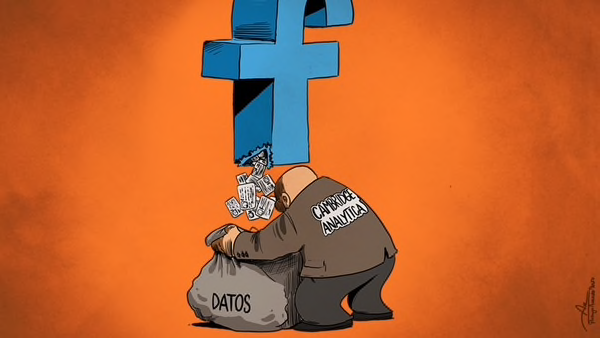 f
CAMBRIDGE
ANALYTICA
DATOS